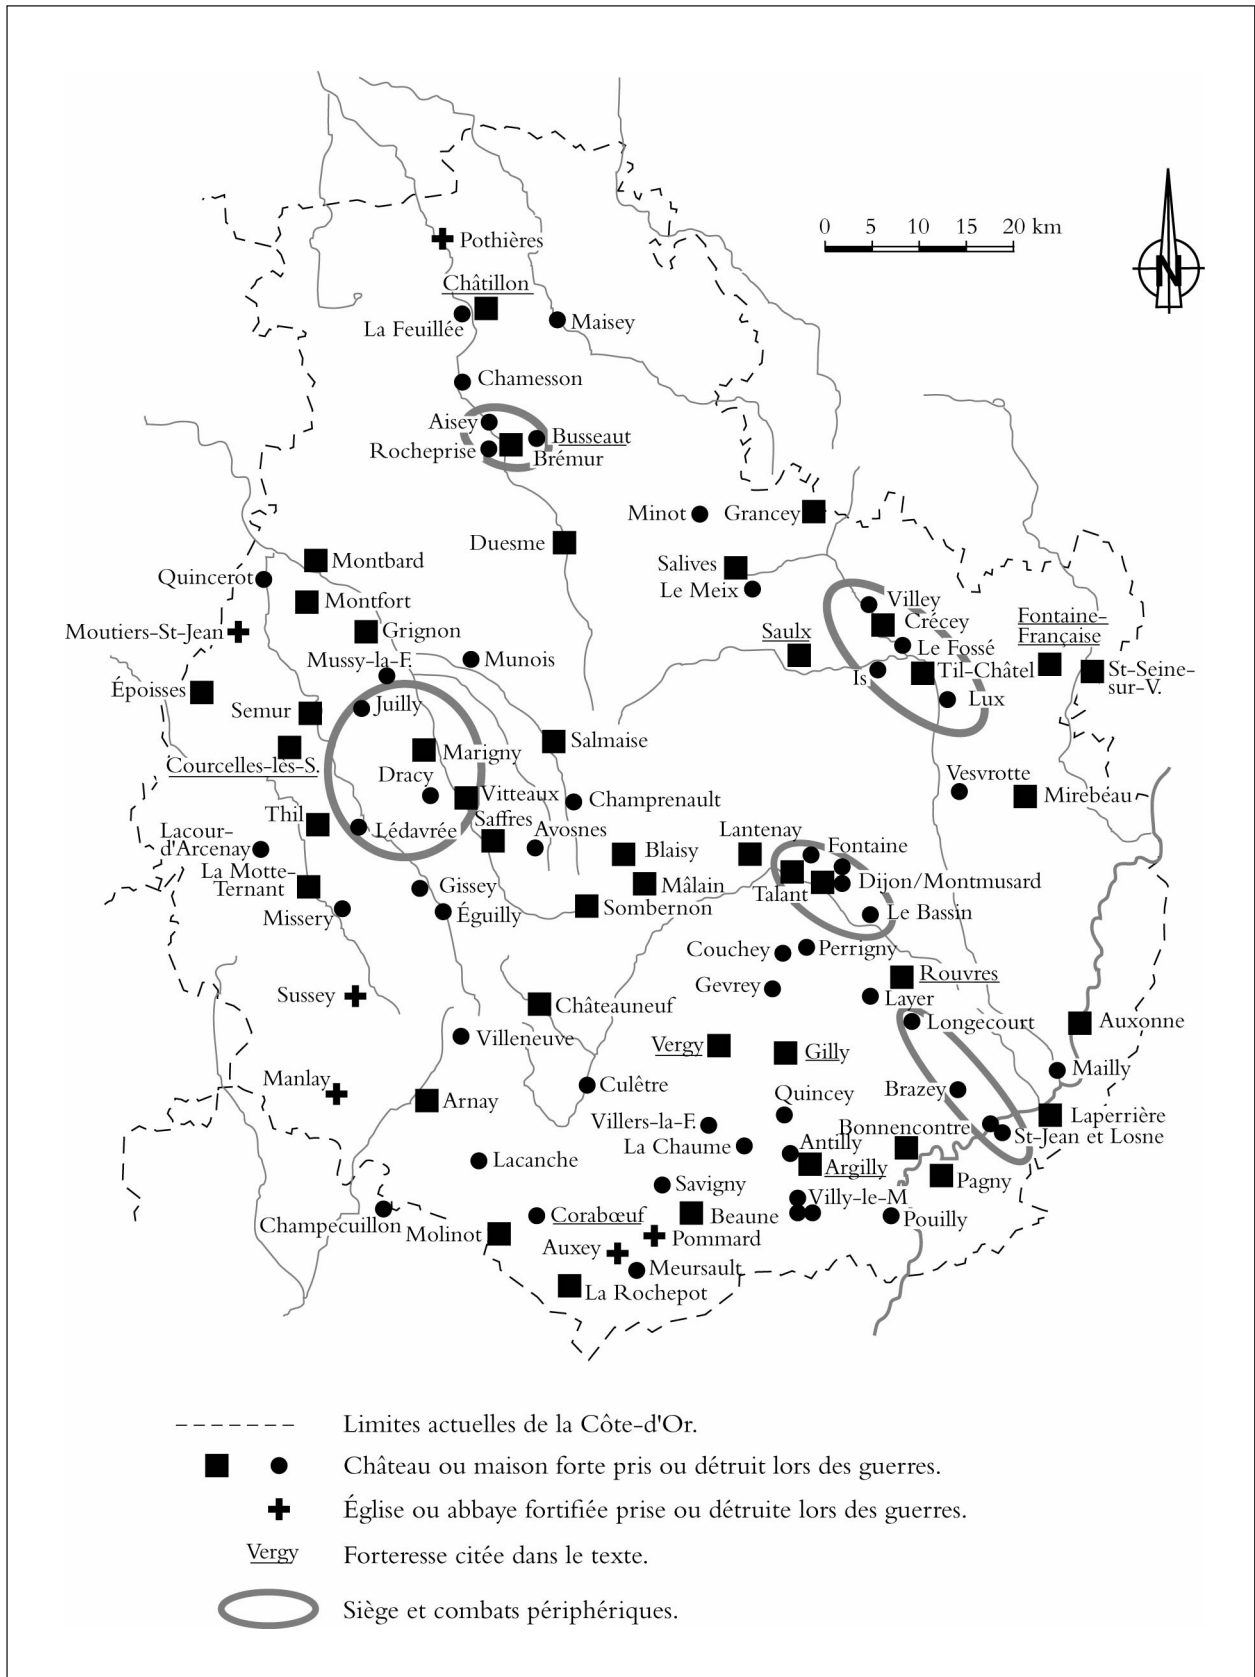 Pothières
0 5 10 15 20 km
N
Châtillon
La Feuillée
Maisey
Chamesson
Aisey
Busseaut
Rocheprise
Brémur
Minot
Grancey
Duesme
Montbard
Salives
Quincerot
Le Meix
Montfort
Villey
Fontaine-
Française
Crécey
Moutiers-St-Jean
Grignon
Saulx
Le Fossé
Mussy-la-F.
Munois
Is
Til-Châtel
St-Seine-
sur-V.
Époisses
Juilly
Lux
Semur
Salmaise
Marigny
Courcelles-les-S.
Dracy
Vesvrotte
Vitteaux
Champrenault
Mirebeau
Thil
Saffres
Lédavrée
Avosnes
Lantenay
Fontaine
Lacour-
d'Arcenay
Blaisy
La Motte-
Ternant
Gissey
Mâlain
Talant
Dijon/Montmusard
Missery
Éguilly
Sombernon
Le Bassin
Couchey
Perrigny
Rouvres
Gevrey
Sussey
Layer
Châteauneuf
Longecourt
Auxonne
Villeneuve
Vergy
Gilly
Mailly
Manlay
Culêtre
Brazey
Arnay
Quincey
Laperrière
Villers-la-F.
Bonnencontre
St-Jean et Losne
La Chaume
Antilly
Lacanche
Argilly
Pagny
Savigny
Villy-le-M
Champecuillon
Corabœuf
Beaune
Pouilly
Molinot
Pommard
Auxey
Meursault
La Rochepot
Limites actuelles de la Côte-d'Or.
Château ou maison forte pris ou détruit lors des guerres.
Église ou abbaye fortifiée prise ou détruite lors des guerres.
Vergy Forteresse citée dans le texte.
Siège et combats périphériques.